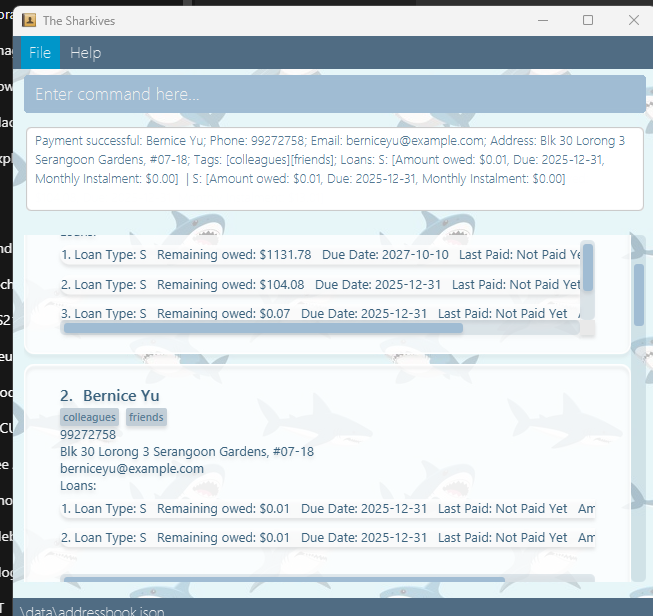 The Sharkives
File Help
Enter command here...
Payment successful: Bernice Yu; Phone: 99272758; Email: berniceyu@example.com; Address: Blk 30 Lorong 3
Serangoon Gardens, #07-18; Tags: [colleagues][friends]; Loans: S: [Amount owed: $0.01, Due: 2025-12-31,
Monthly Instalment: $0.00] | S: [Amount owed: $0.01, Due: 2025-12-31, Monthly Instalment: $0.00]
1. Loan Type: S Remaining owed: $1131.78 Due Date: 2027-10-10 Last Paid: Not Paid Ye
2. Loan Type: S Remaining owed: $104.08 Due Date: 2025-12-31 Last Paid: Not Paid Yet
3. Loan Type: S Remaining owed: $0.07 Due Date: 2025-12-31 Last Paid: Not Paid Yet
2. Bernice Yu
colleagues friends
99272758
Blk 30 Lorong 3 Serangoon Gardens, #07-18
berniceyu@example.com
Loans:
1. Loan Type: S Remaining owed: $0.01 Due Date: 2025-12-31 Last Paid: Not Paid Yet Am
2. Loan Type: S Remaining owed: $0.01 Due Date: 2025-12-31 Last Paid: Not Paid Yet Am
.\data\addressbook.json